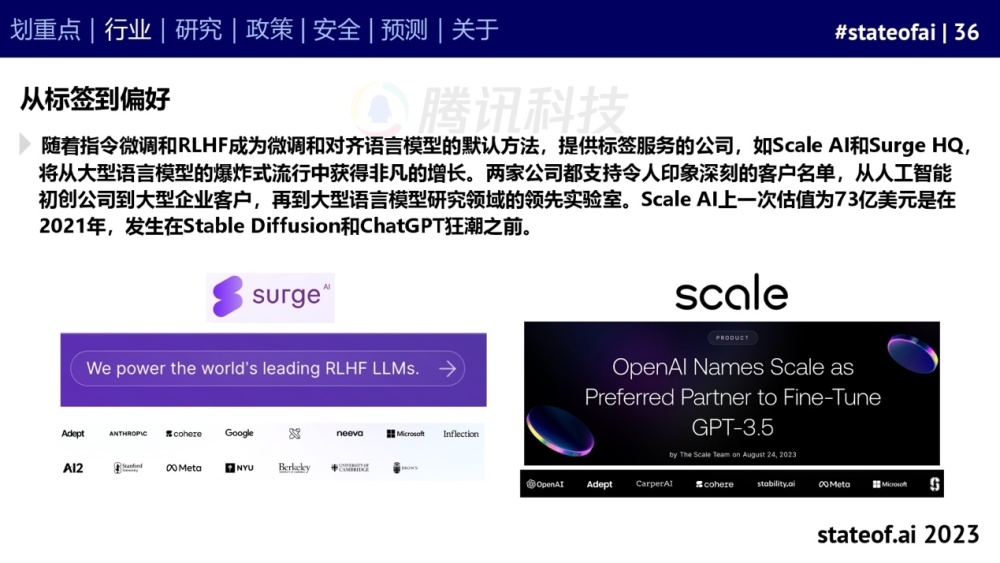 划重点 | 行业 | 研究 | 政策 | 安全 | 预测 | 关于
#stateofai | 36
从标签到偏好
腾讯科技
随着指令微调和RLHF成为微调和对齐语言模型的默认方法，提供标签服务的公司，如Scale AI和Surge HQ，
将从大型语言模型的爆炸式流行中获得非凡的增长。两家公司都支持令人印象深刻的客户名单，从人工智能
初创公司到大型企业客户，再到大型语言模型研究领域的领先实验室。Scale AI上一次估值为73亿美元是在
2021年，发生在Stable Diffusion和ChatGPT狂潮之前。
surge AI
We power the world's leading RLHF LLMs.
Adept ANTHROP\C cohere Google neeva Microsoft Inflection
AI2 Stanford University Meta NYU Berkeley UNIVERSITY OF CAMBRIDGE BROWN
scale
PRODUCT
OpenAI Names Scale as
Preferred Partner to Fine-Tune
GPT-3.5
by The Scale Team on August 24, 2023
OpenAI Adept CarperAI cohere stability.ai Meta Microsoft
stateof.ai 2023